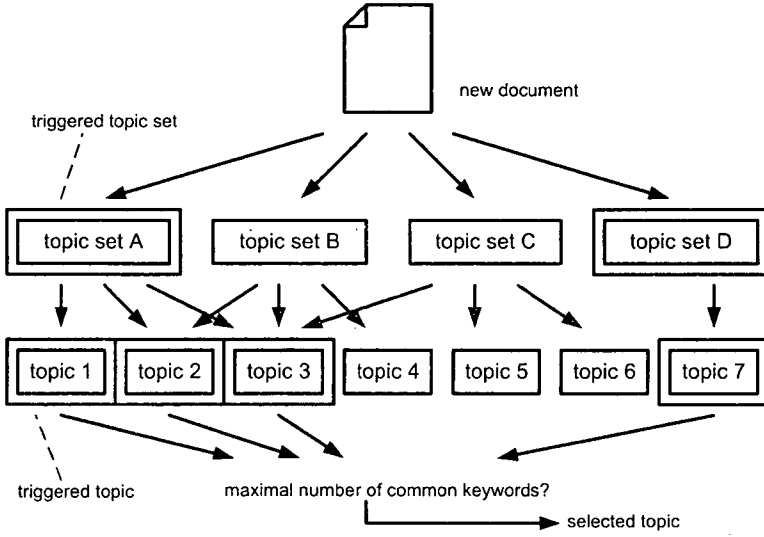 new document
triggered topic set
topic set A
topic set B
topic set C
topic set D
topic 1
topic 2
topic 3
topic 4
topic 5
topic 6
topic 7
triggered topic
maximal number of common keywords?
selected topic